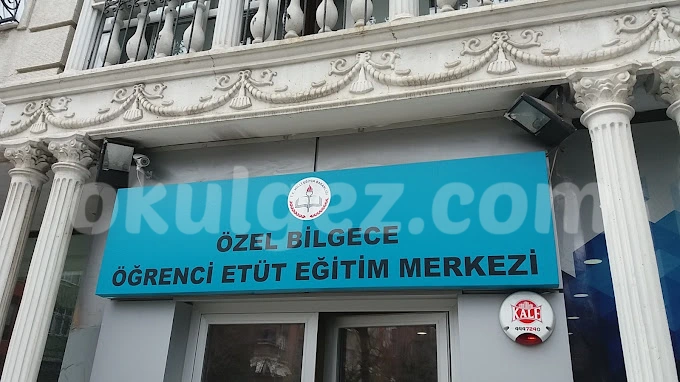 okulgez.com
ÖZEL BİLGECE
ÖĞRENCİ ETÜT EĞİTİM MERKEZİ
KALE
4447240